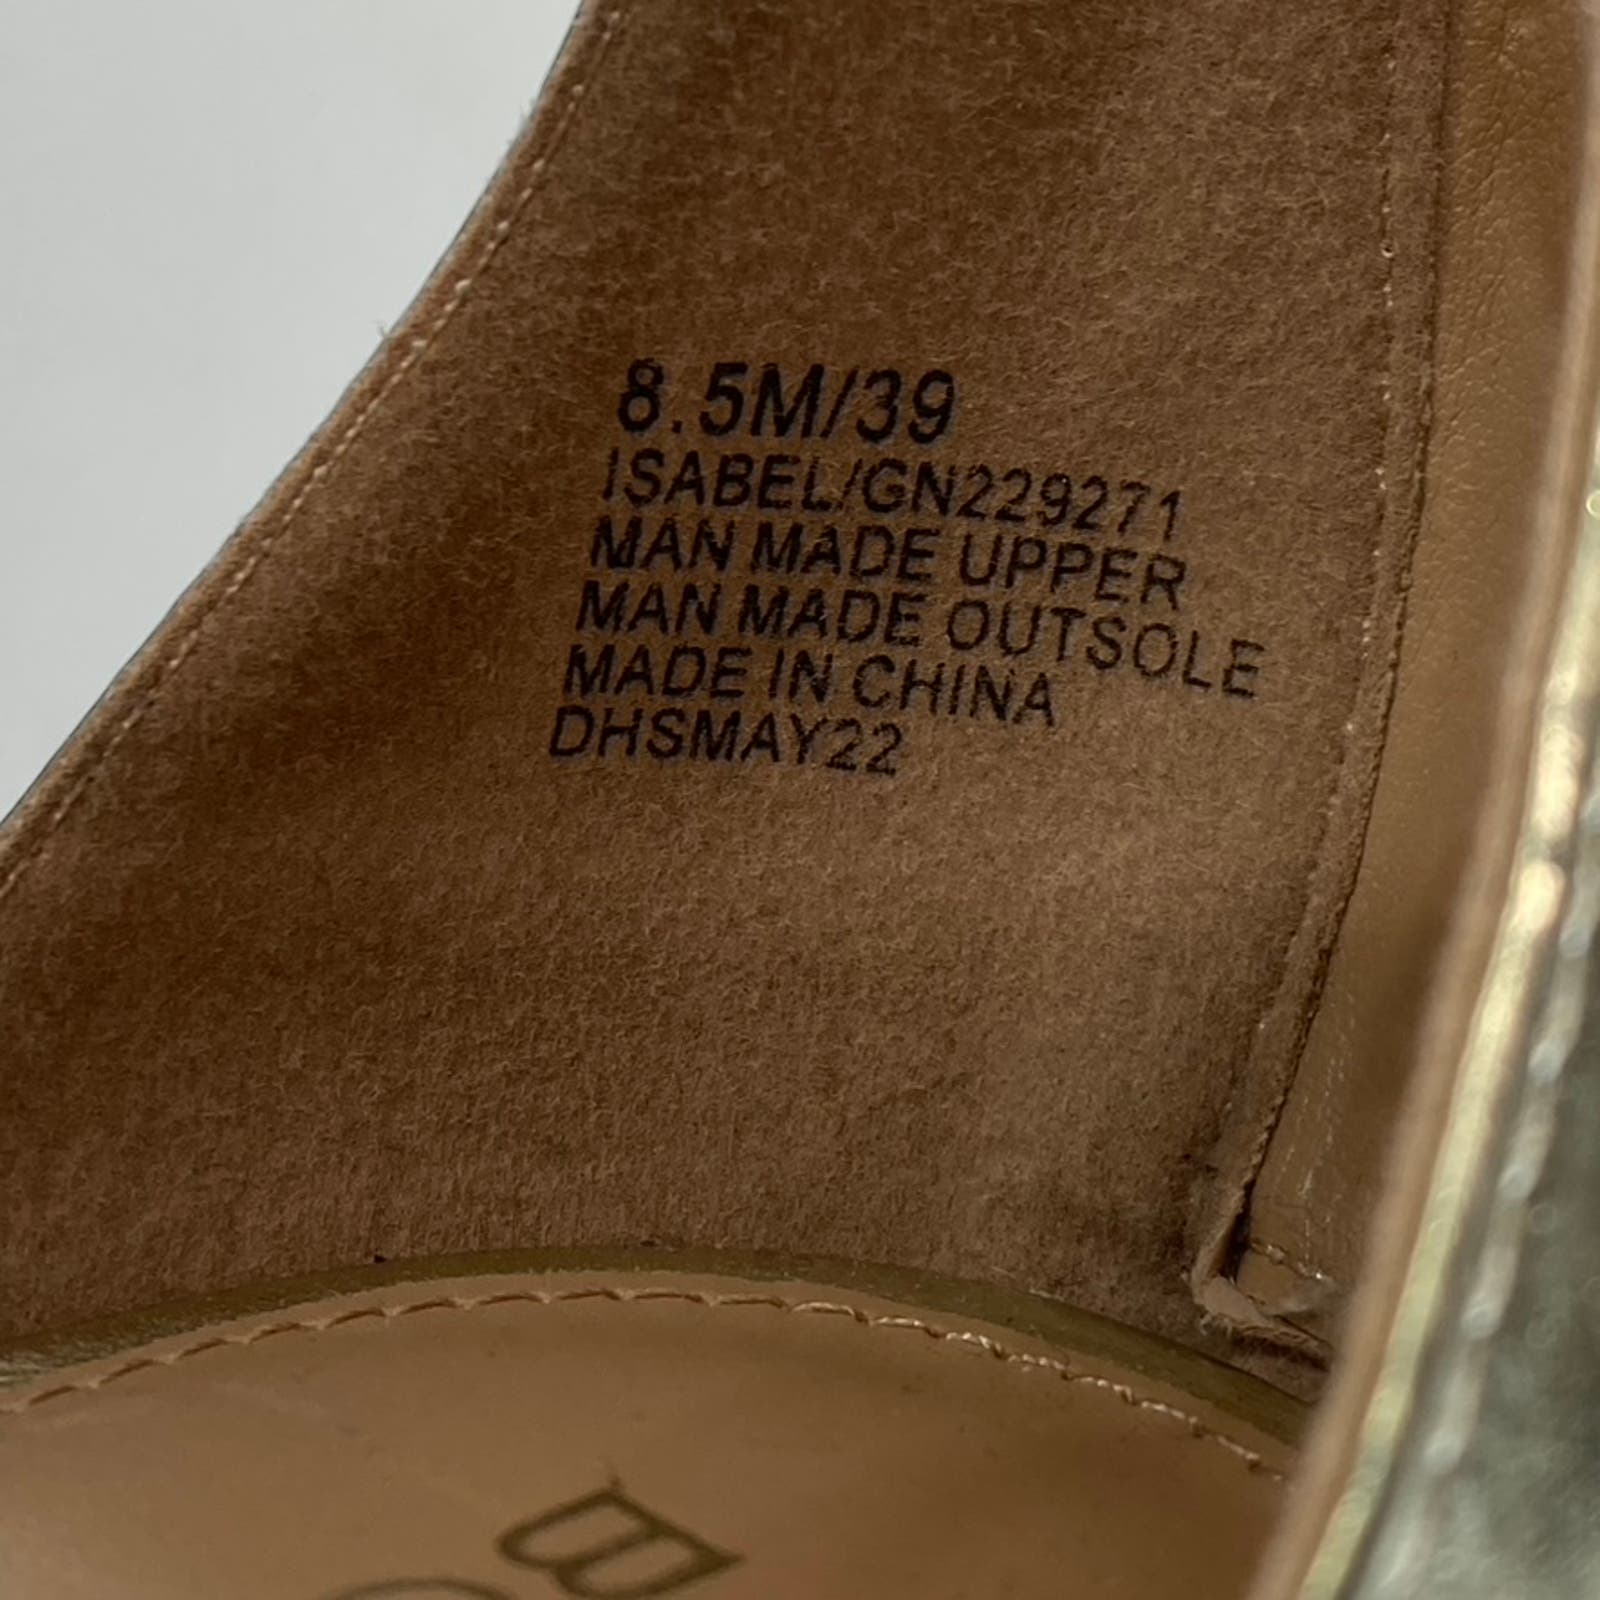 8.5M/39
ISABEL/GN229271
MAN MADE UPPER
MAN MADE OUTSOLE
MADE IN CHINA
DHSMAY22